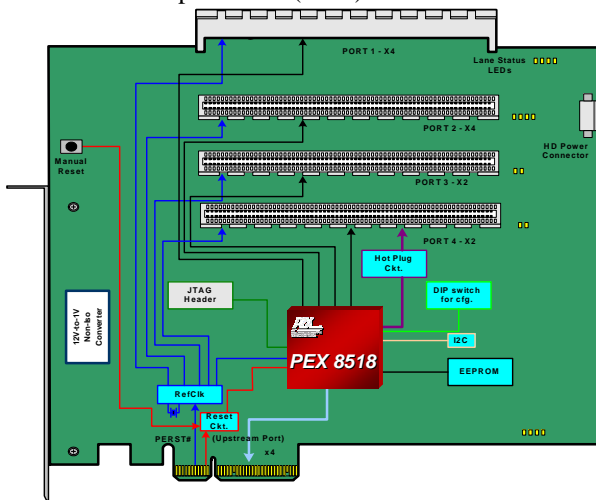 PORT 1 - X4
Lane Status
LEDs
PORT 2 - X4
HD Power
Connector
Manual
Reset
PORT 3 - X2
PORT 4 - X2
Hot Plug
Ckt.
JTAG
Header
DIP switch
for cfg.
12V-to-1V
Non-Iso
Converter
I2C
PEX 8518
EEPROM
RefClk
Reset
Ckt.
PERST#
(Upstream Port)
x4